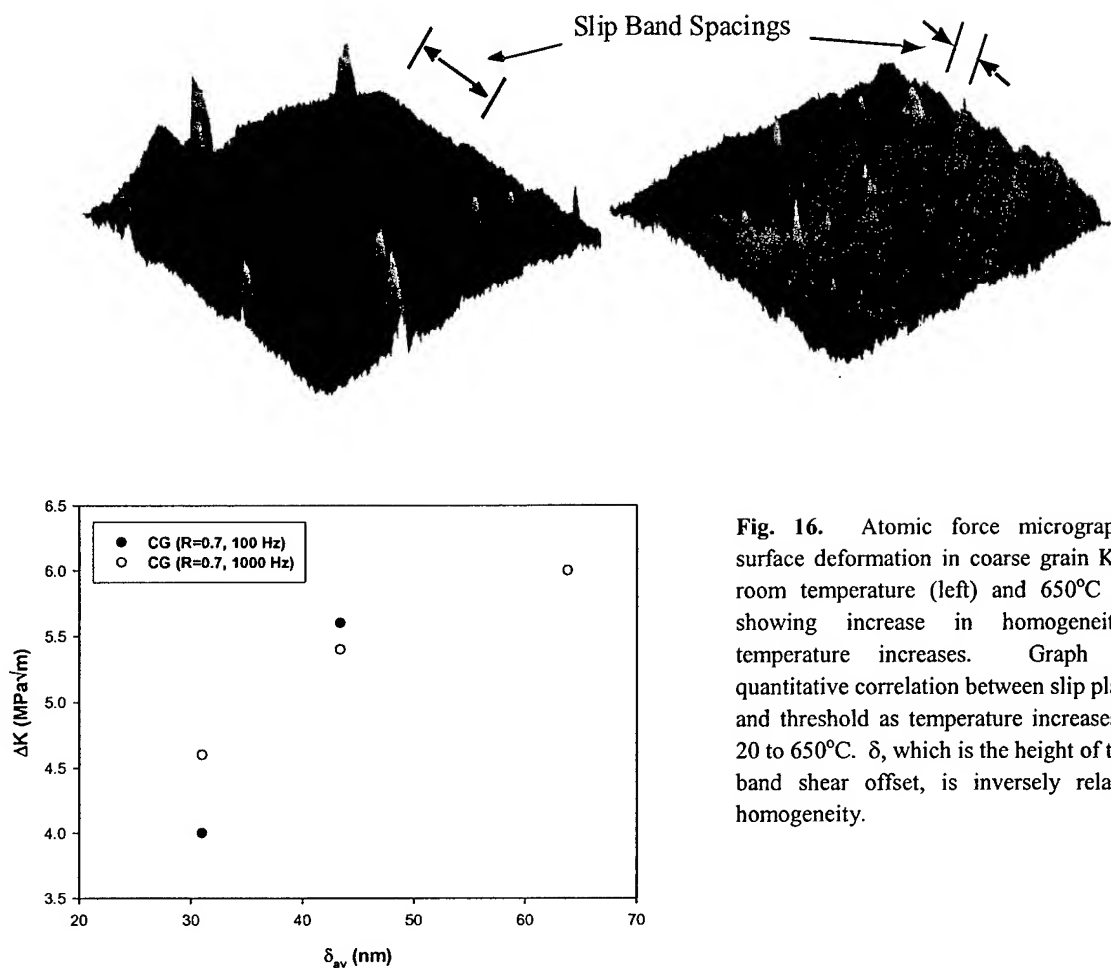 Slip Band Spacings
6.5
6.0
5.5
5.0
4.5
4.0
3.5
ΔK (MPa√m)
CG (R=0.7, 100 Hz)
CG (R=0.7, 1000 Hz)
20
30
40
50
60
70
δav (nm)
Fig. 16. Atomic force micrograp
surface deformation in coarse grain K
room temperature (left) and 650°C
showing increase in homogeneit
temperature increases. Graph
quantitative correlation between slip pla
and threshold as temperature increases
20 to 650°C. δ, which is the height of t
band shear offset, is inversely rela
homogeneity.